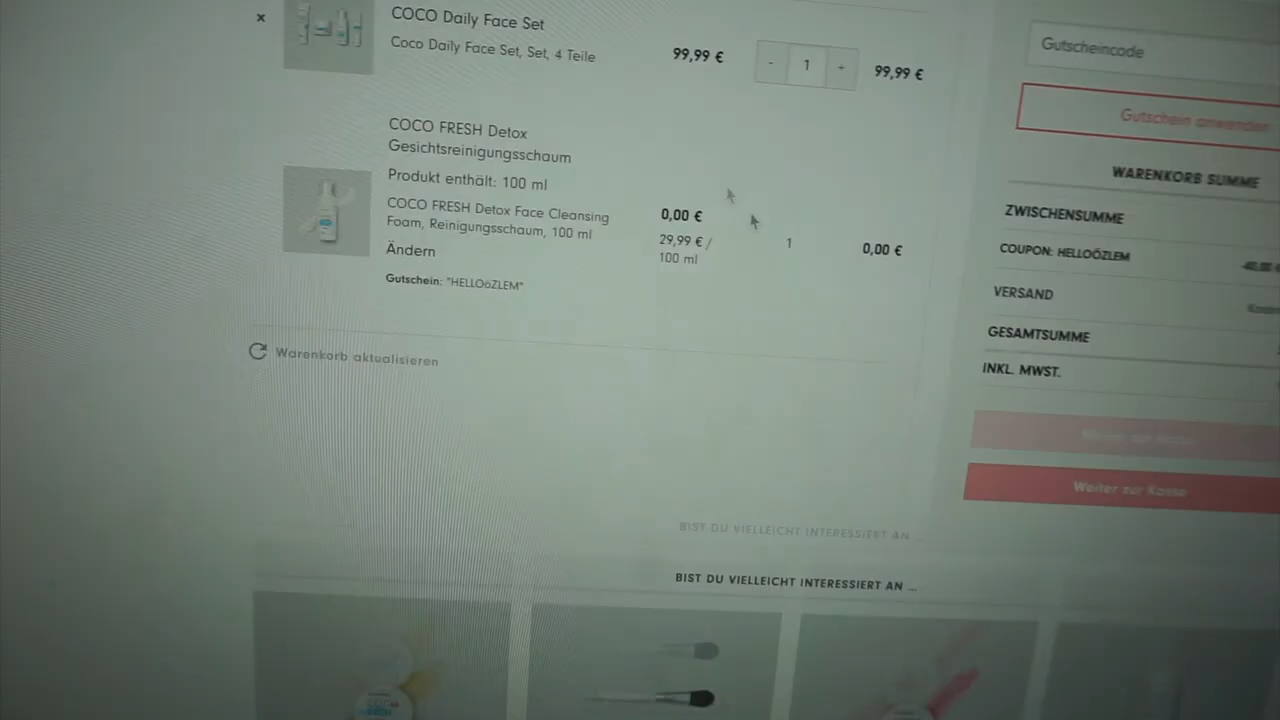 ×
COCO Daily Face Set
Coco Daily Face Set, Set, 4 Teile
99,99 €
- 1 +
99,99 €
COCO FRESH Detox
Gesichtsreinigungsschaum
Produkt enthält: 100 ml
COCO FRESH Detox Face Cleansing
Foam, Reinigungsschaum, 100 ml
Ändern
Gutschein: "HELLOöZLEM"
0,00 €
29,99 € /
100 ml
1
0,00 €
Warenkorb aktualisieren
Gutscheincode
Gutschein anwenden
WARENKORB SUMME
ZWISCHENSUMME
COUPON: HELLOÖZLEM
VERSAND
GESAMTSUMME
INKL. MWST.
Weiter zur Kasse
BIST DU VIELLEICHT INTERESSIERT AN ...
BIST DU VIELLEICHT INTERESSIERT AN ...